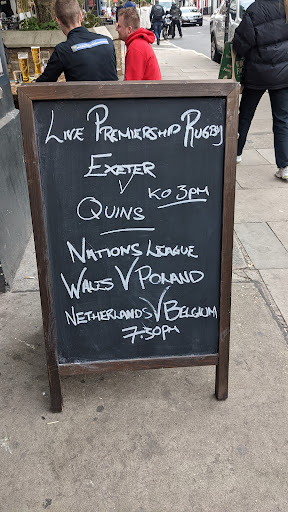 Live Premiership Rugby
Exeter
V
KO 3pm
Quins
Nations League
Wales V Poland
Netherlands V Belgium
7:30pm